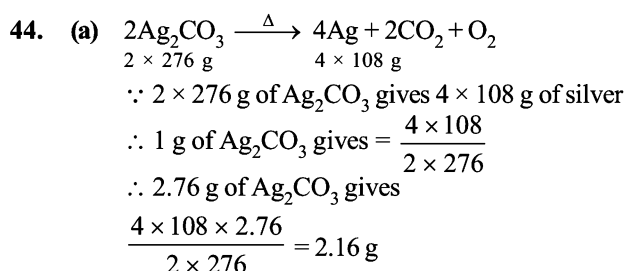 44. (a) 2Ag₂CO₃ —Δ→ 4Ag + 2CO₂ + O₂
2 × 276 g 4 × 108 g
∵ 2 × 276 g of Ag₂CO₃ gives 4 × 108 g of silver
∴ 1 g of Ag₂CO₃ gives = 4 × 108 / 2 × 276
∴ 2.76 g of Ag₂CO₃ gives
4 × 108 × 2.76 / 2 × 276 = 2.16 g